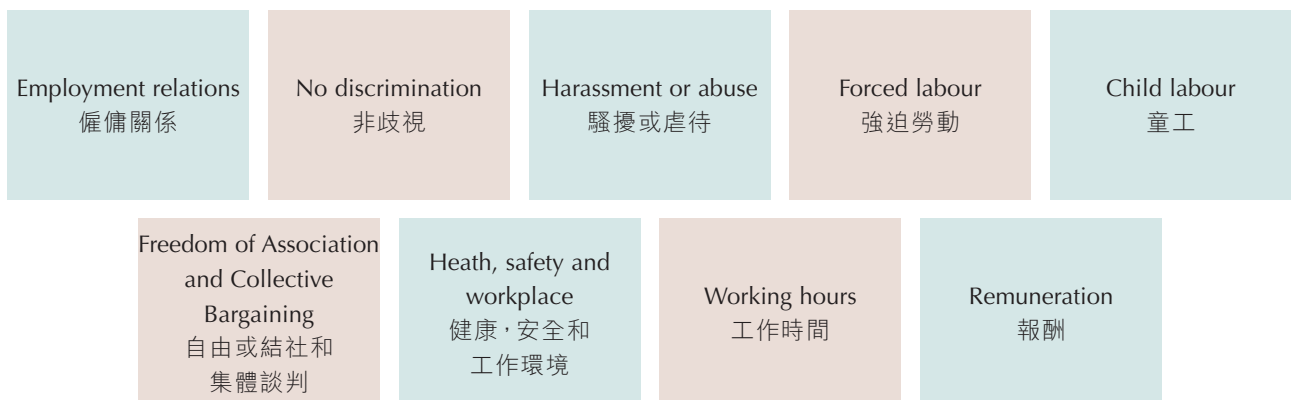 Employment relations
僱傭關係
No discrimination
非歧視
Harassment or abuse
騷擾或虐待
Forced labour
強迫勞動
Child labour
童工
Freedom of Association
and Collective
Bargaining
自由或結社和
集體談判
Heath, safety and
workplace
健康，安全和
工作環境
Working hours
工作時間
Remuneration
報酬